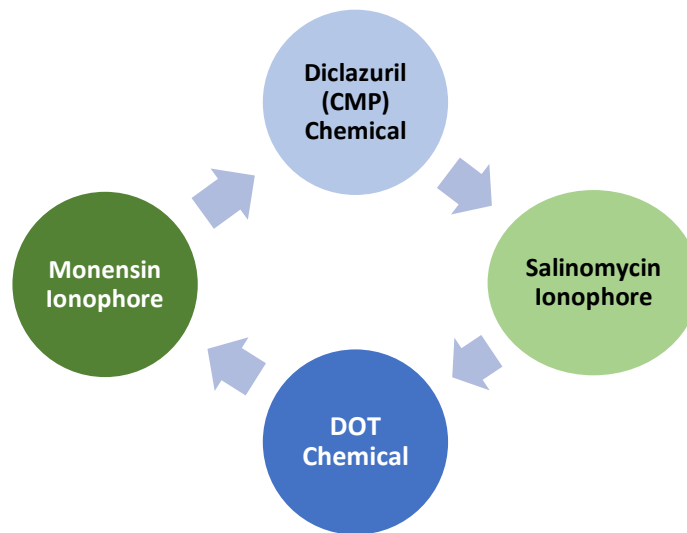 Diclazuril
(CMP)
Chemical
Monensin
Ionophore
Salinomycin
Ionophore
DOT
Chemical